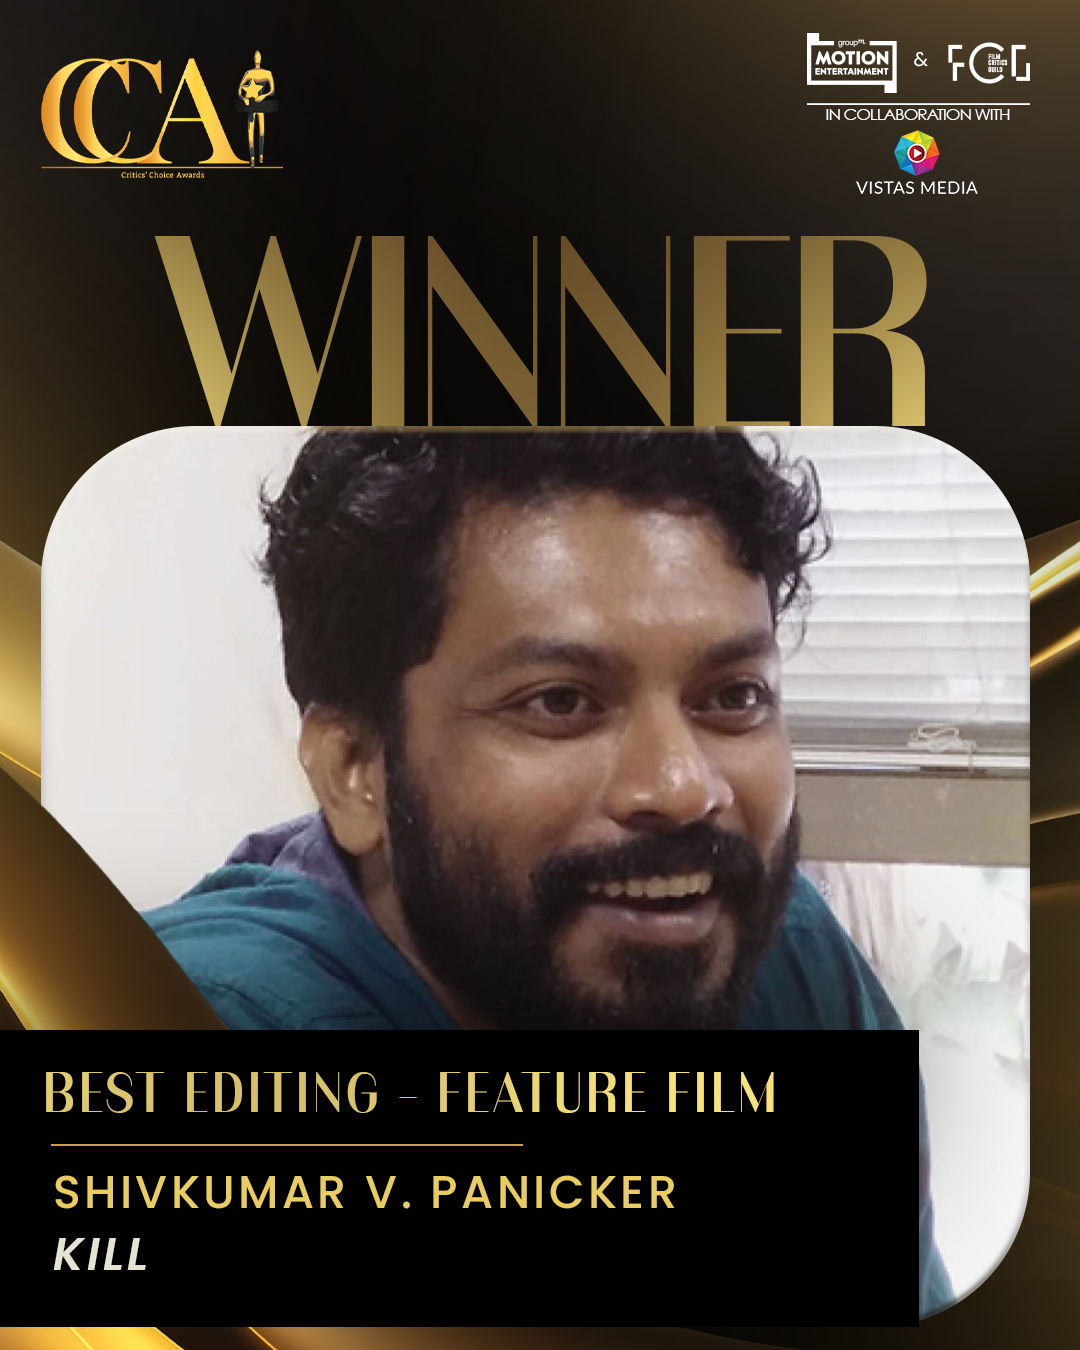 CCA
Critics' Choice Awards
groupm
MOTION
ENTERTAINMENT
&
FCG
FILM
CRITICS
GUILD
IN COLLABORATION WITH
VISTAS MEDIA
WINNER
BEST EDITING - FEATURE FILM
SHIVKUMAR V. PANICKER
KILL